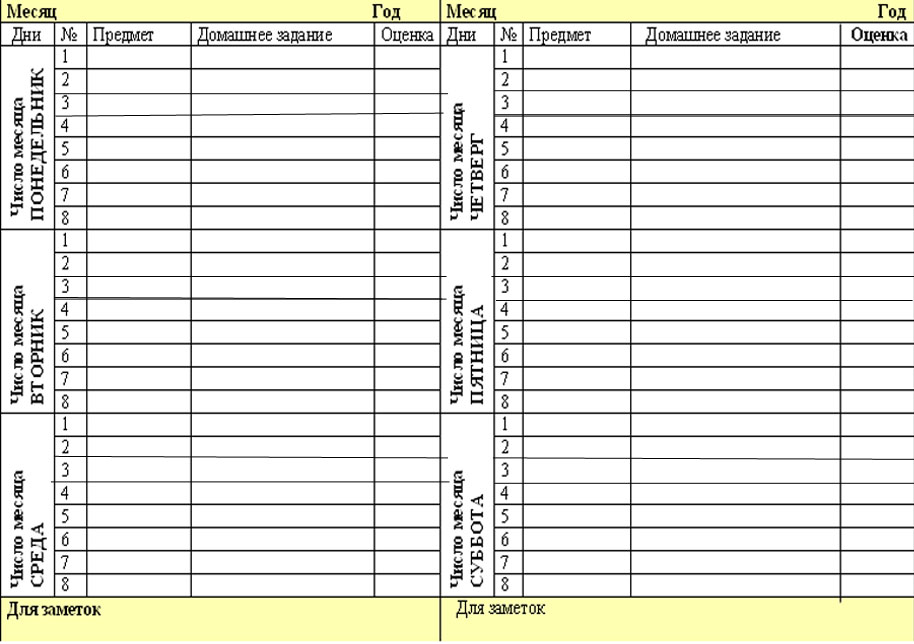 Месяц Год
Дни № Предмет Домашнее задание Оценка
Число месяца
ПОНЕДЕЛЬНИК
1
2
3
4
5
6
7
8
Число месяца
ВТОРНИК
1
2
3
4
5
6
7
8
Число месяца
СРЕДА
1
2
3
4
5
6
7
8
Для заметок
Месяц Год
Дни № Предмет Домашнее задание Оценка
Число месяца
ЧЕТВЕРГ
1
2
3
4
5
6
7
8
Число месяца
ПЯТНИЦА
1
2
3
4
5
6
7
8
Число месяца
СУББОТА
1
2
3
4
5
6
7
8
Для заметок